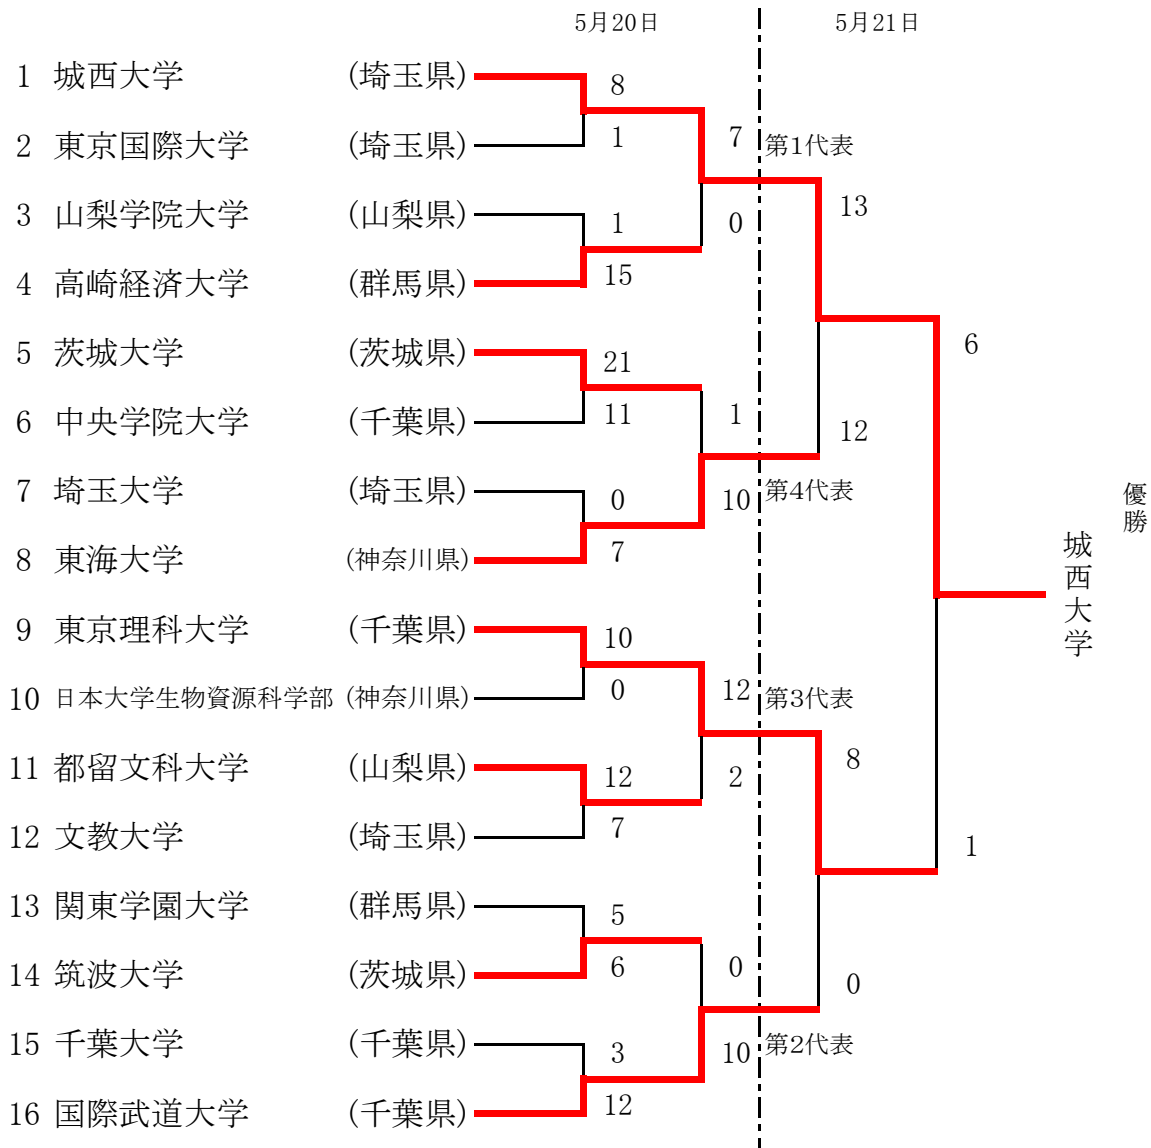 5月20日 5月21日
1 城西大学 (埼玉県) 8
2 東京国際大学 (埼玉県) 1 7 第1代表
3 山梨学院大学 (山梨県) 1 0 13
4 高崎経済大学 (群馬県) 15
5 茨城大学 (茨城県) 21 6
6 中央学院大学 (千葉県) 11 1 12
7 埼玉大学 (埼玉県) 0 10 第4代表
8 東海大学 (神奈川県) 7
優勝
城西大学
9 東京理科大学 (千葉県) 10
10 日本大学生物資源科学部 (神奈川県) 0 12 第3代表
11 都留文科大学 (山梨県) 12 2 8
12 文教大学 (埼玉県) 7 1
13 関東学園大学 (群馬県) 5
14 筑波大学 (茨城県) 6 0 0
15 千葉大学 (千葉県) 3 10 第2代表
16 国際武道大学 (千葉県) 12